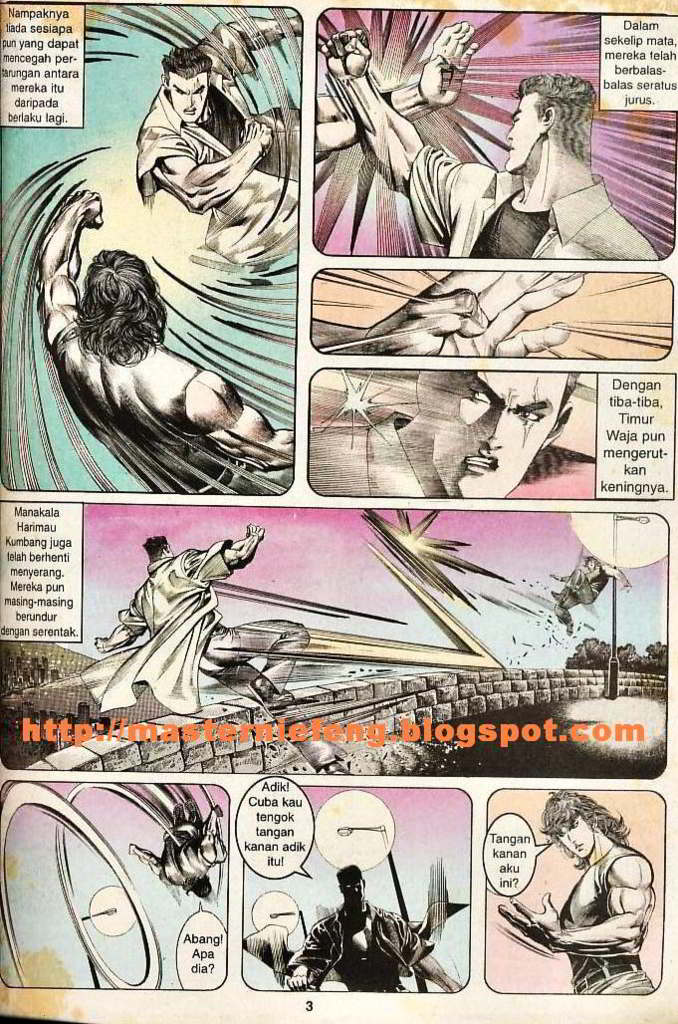 Nampaknya
tiada sesiapa
pun yang dapat
mencegah per-
tarungan antara
mereka itu
daripada
berlaku lagi.
Dalam
sekelip mata,
mereka telah
berbalas-
balas seratus
jurus.
Dengan
tiba-tiba,
Timur
Waja pun
mengerut-
kan
keningnya.
Manakala
Harimau
Kumbang juga
telah berhenti
menyerang.
Mereka pun
masing-masing
berundur
dengan serentak.
http://masterniefeng.blogspot.com
Abang!
Apa
dia?
Adik!
Cuba kau
tengok
tangan
kanan adik
itu!
Tangan
kanan
aku
ini?
3